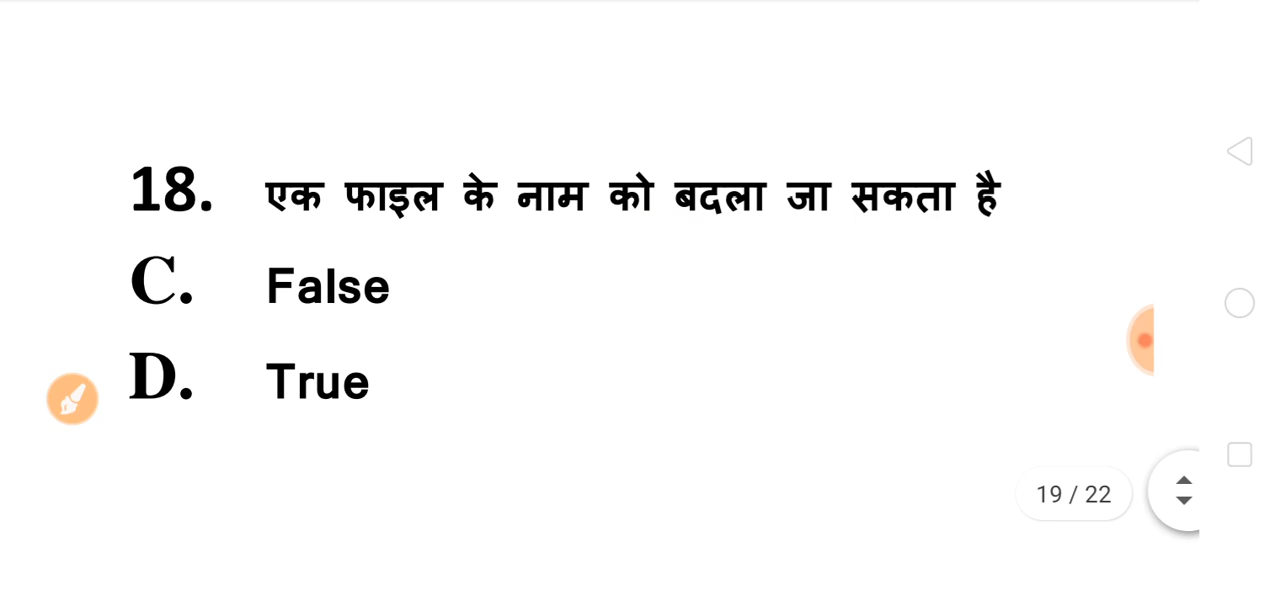 18. एक फाइल के नाम को बदला जा सकता है
C. False
D. True
19 / 22